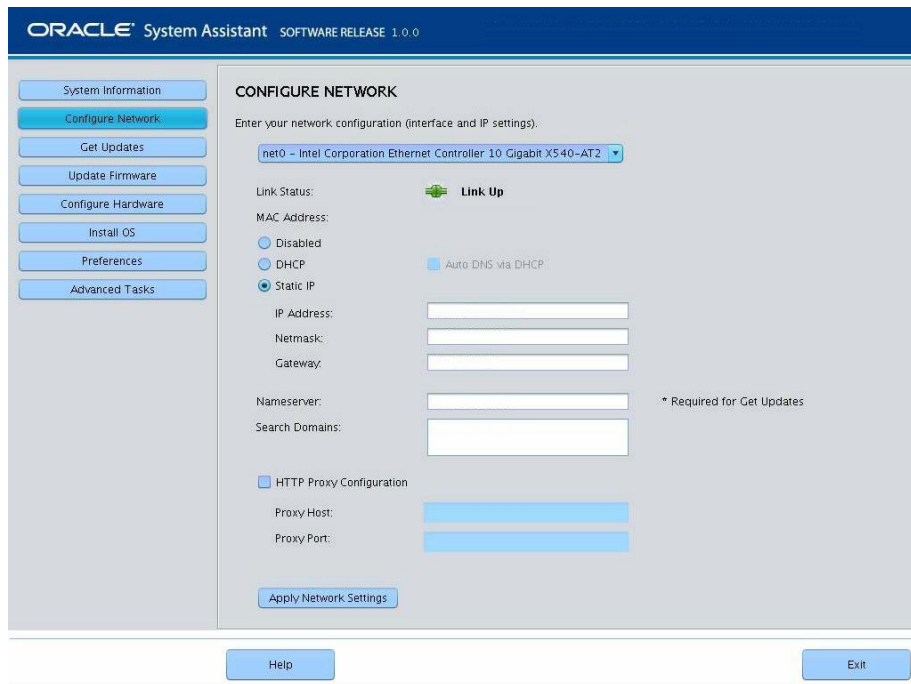 ORACLE System Assistant SOFTWARE RELEASE 1.0.0
System Information
Configure Network
Get Updates
Update Firmware
Configure Hardware
Install OS
Preferences
Advanced Tasks
CONFIGURE NETWORK
Enter your network configuration (interface and IP settings).
net0 - Intel Corporation Ethernet Controller 10 Gigabit X540-AT2
Link Status: Link Up
MAC Address:
Disabled
DHCP Auto DNS via DHCP
Static IP
IP Address:
Netmask:
Gateway:
Nameserver: * Required for Get Updates
Search Domains:
HTTP Proxy Configuration
Proxy Host:
Proxy Port:
Apply Network Settings
Help Exit